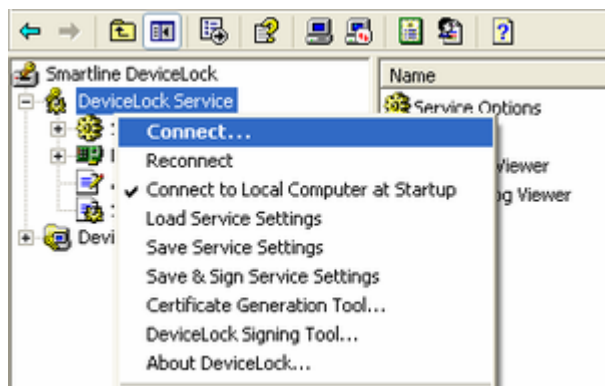 Smartline DeviceLock
DeviceLock Service
Devi
Name
Service Options
Viewer
og Viewer
Connect...
Reconnect
Connect to Local Computer at Startup
Load Service Settings
Save Service Settings
Save & Sign Service Settings
Certificate Generation Tool...
DeviceLock Signing Tool...
About DeviceLock...